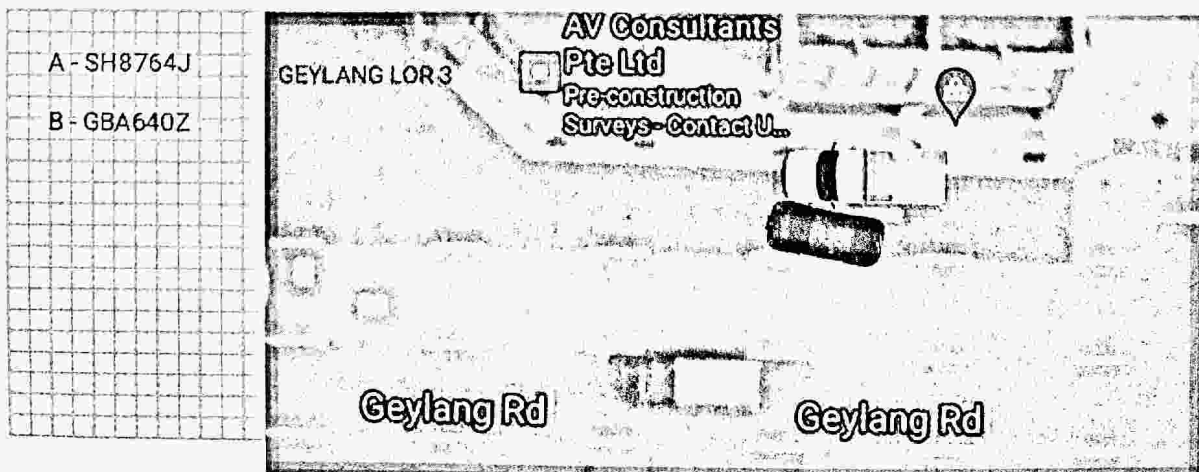 A - SH8764J
B - GBA640Z
GEYLANG LOR 3
AV Consultants
Pte Ltd
Pre-construction
Surveys - Contact U...
Geylang Rd
Geylang Rd